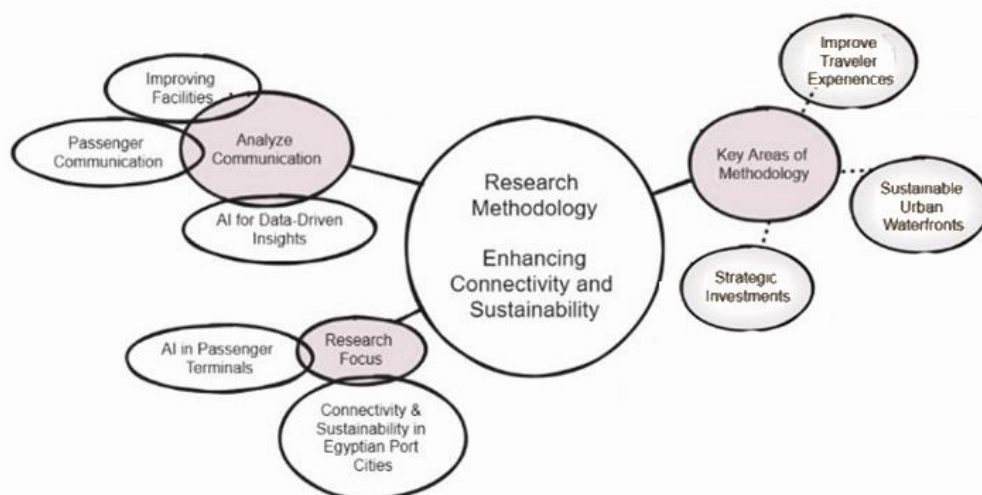 Improving
Facilities
Passenger
Communication
Analyze
Communication
AI for Data-Driven
Insights
AI in Passenger
Terminals
Research
Focus
Connectivity &
Sustainability in
Egyptian Port
Cities
Research
Methodology
Enhancing
Connectivity and
Sustainability
Key Areas of
Methodology
Improve
Traveler
Experiences
Sustainable
Urban
Waterfronts
Strategic
Investments